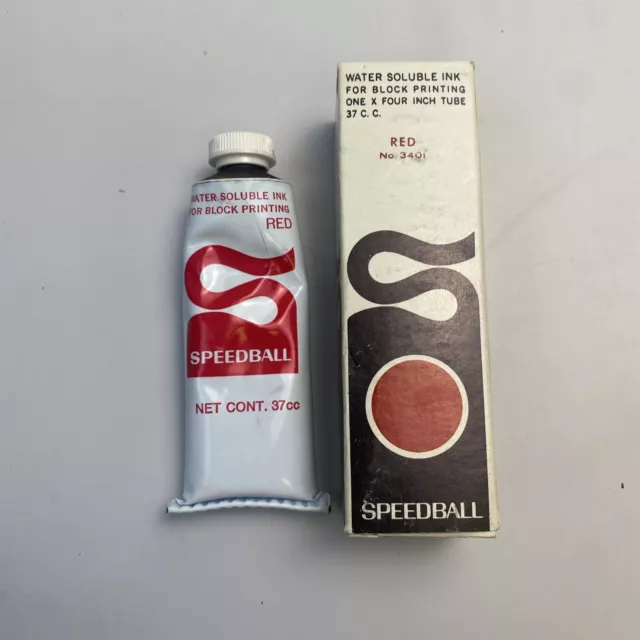 WATER SOLUBLE INK
FOR BLOCK PRINTING
RED
SPEEDBALL
NET CONT. 37cc
WATER SOLUBLE INK
FOR BLOCK PRINTING
ONE X FOUR INCH TUBE
37 C.C.
RED
No. 3401
SPEEDBALL